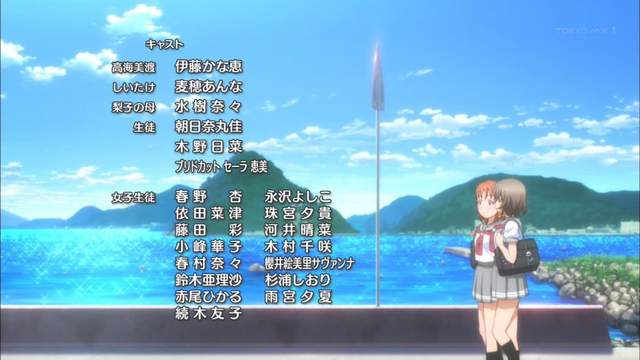 TOKYO MX 1
キャスト
高海美渡 伊藤かな恵
しいたけ 麦穂あんな
梨子の母 水樹奈々
生徒 朝日奈丸佳
木野日菜
ブリドカット セーラ 恵美
女子生徒 春野 杏 永沢よしこ
依田菜津 珠宮夕貴
藤田 彩 河井晴菜
小峰華子 木村千咲
春村奈々 櫻井絵美里サヴァンナ
鈴木亜理沙 杉浦しおり
赤尾ひかる 雨宮夕夏
続木友子